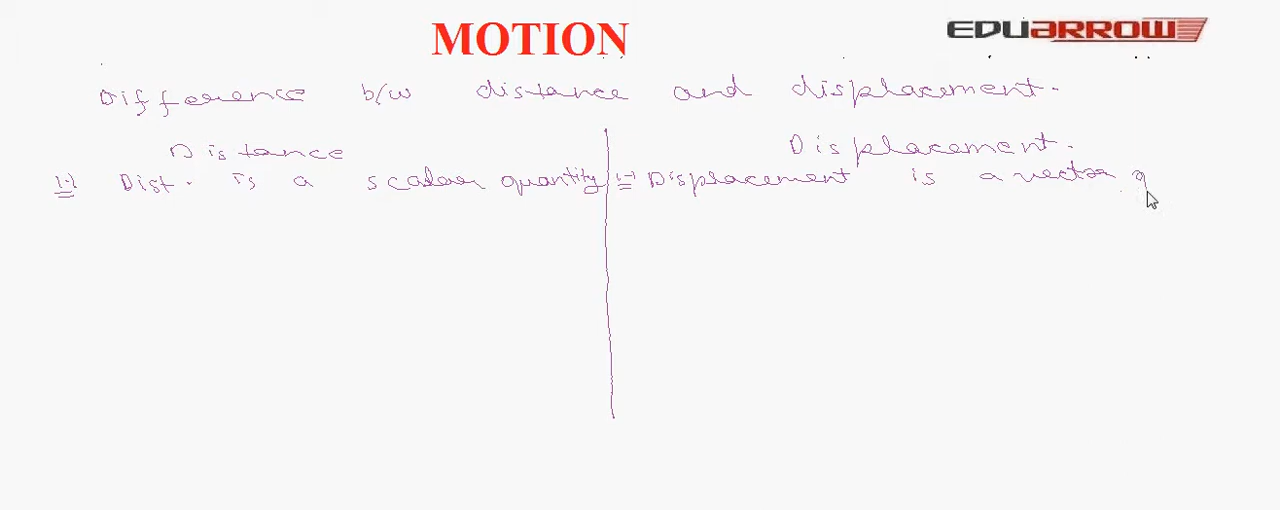 MOTION
EDUARROW
Difference b/w distance and displacement.
Distance
Displacement.
1.) Dist. is a scalar quantity
1.) Displacement is a vector q